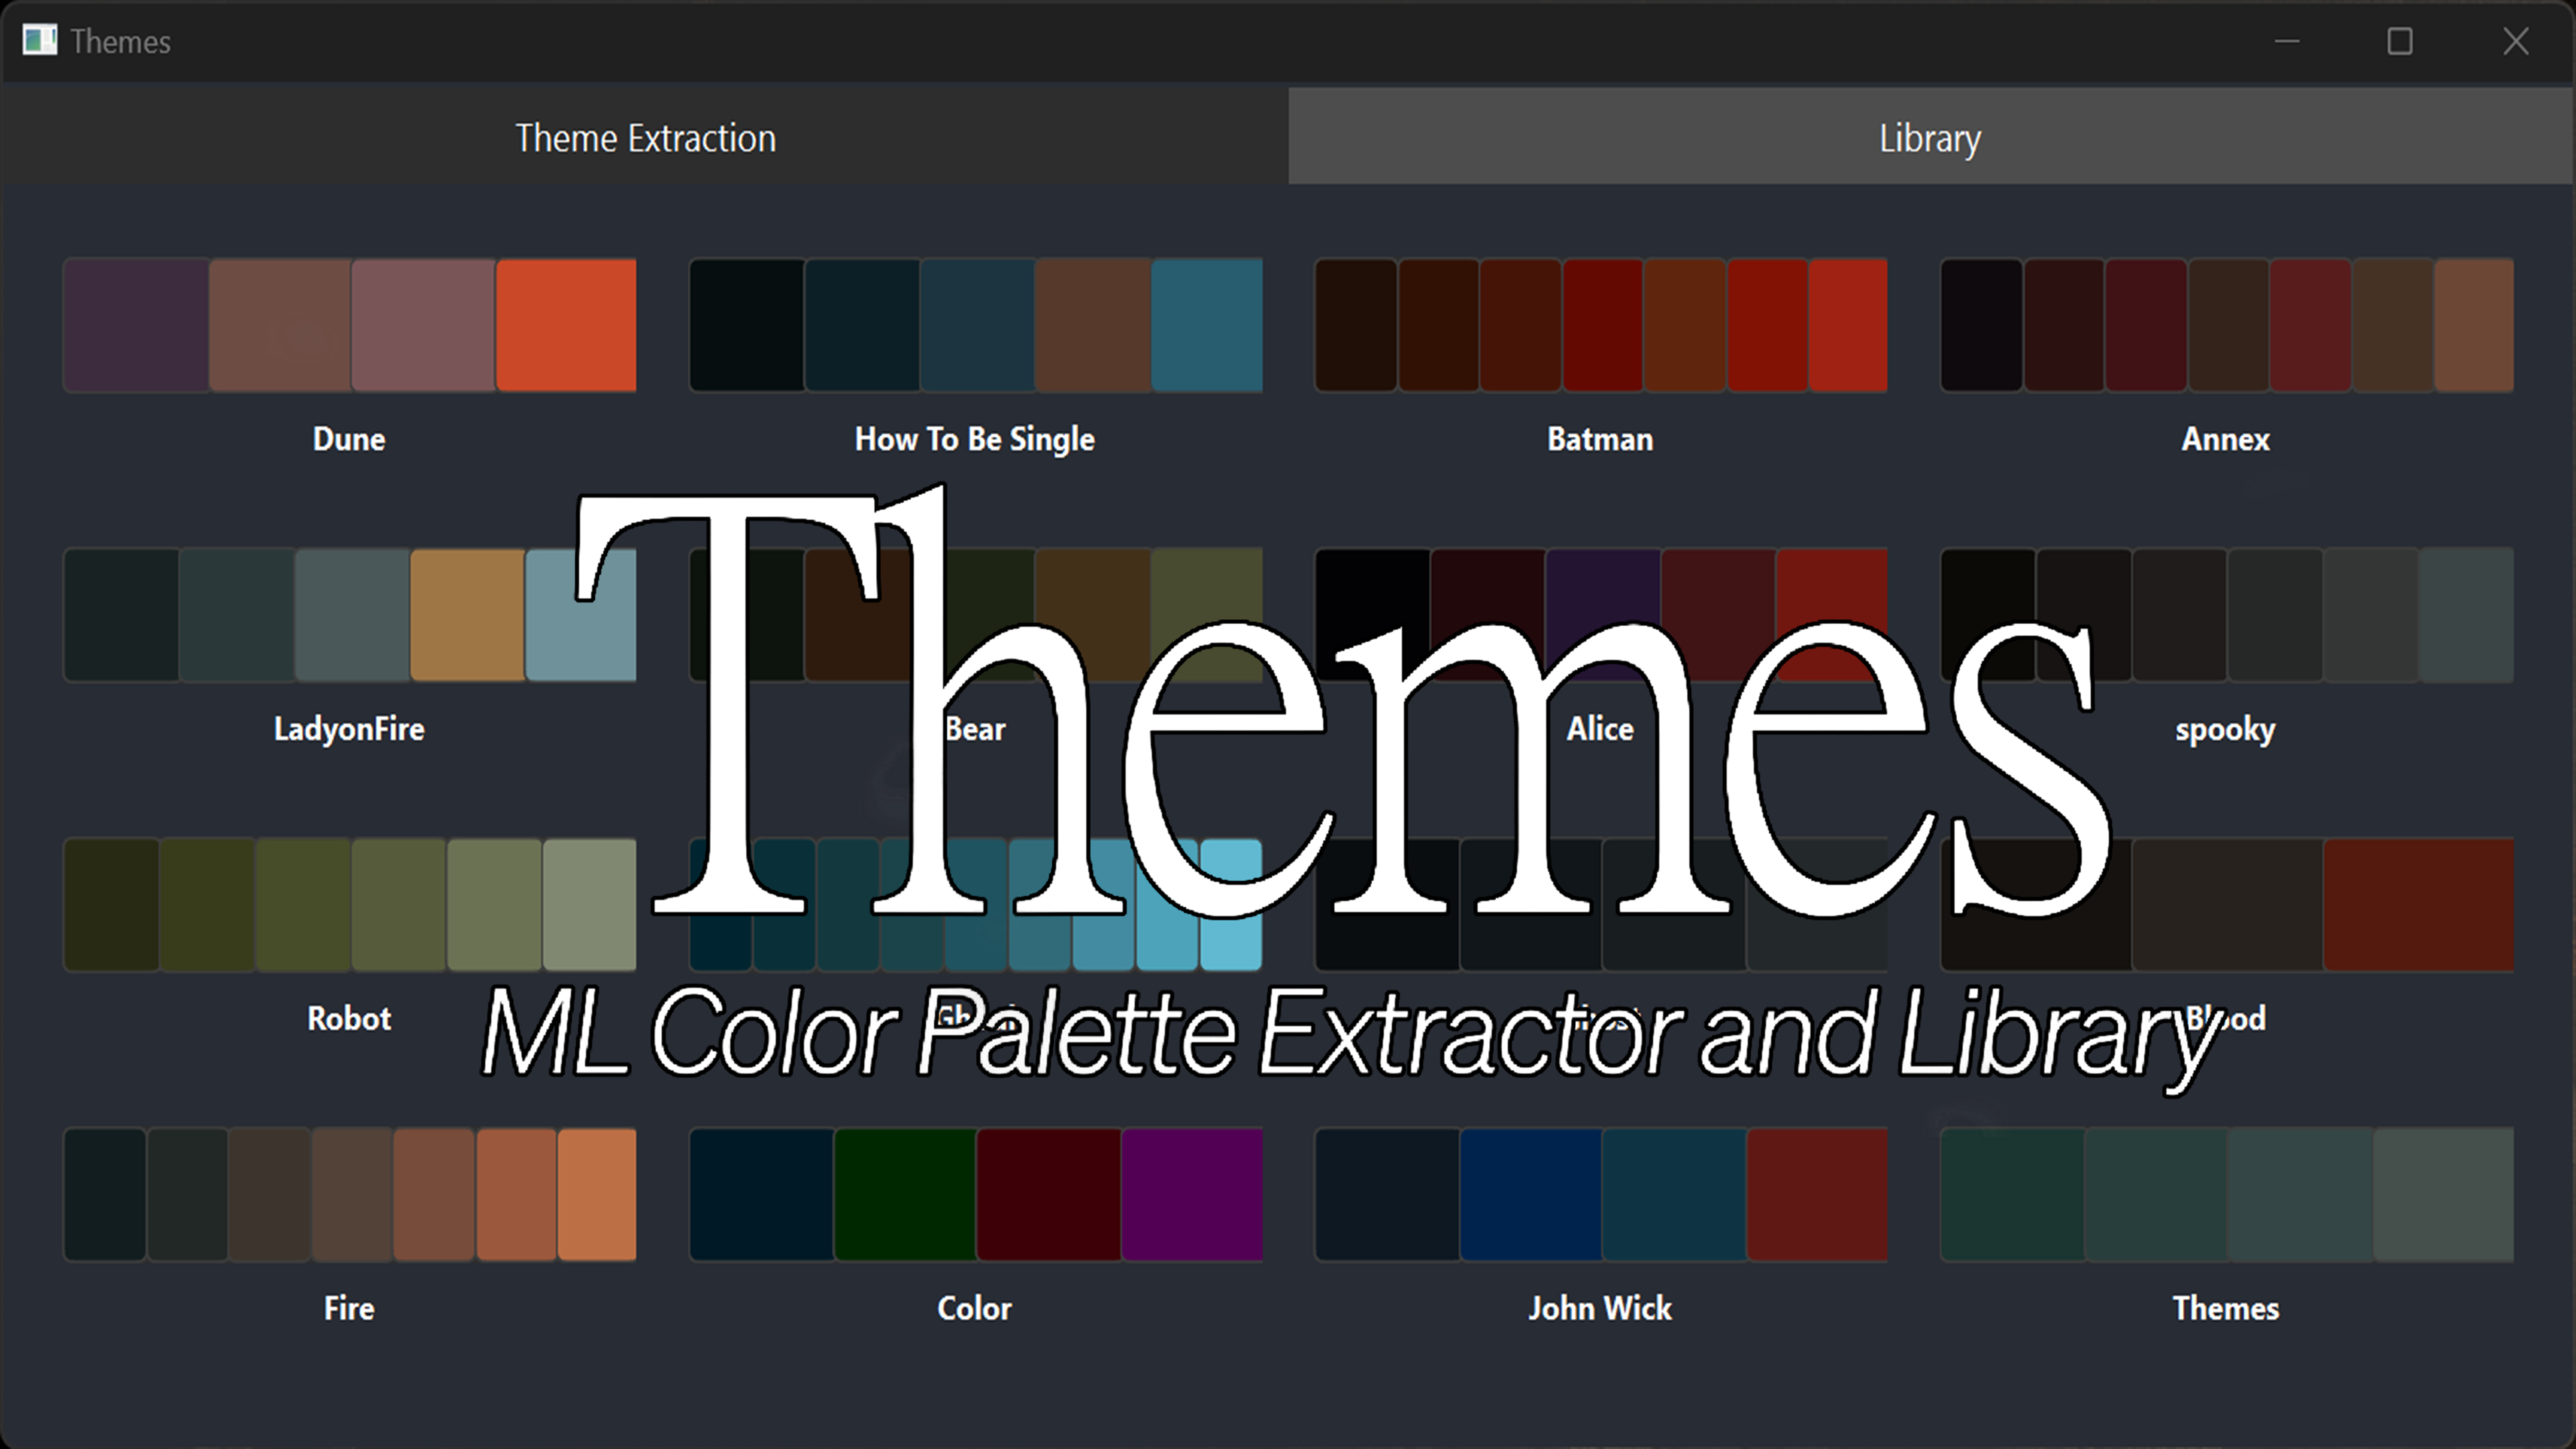 Themes
Theme Extraction
Library
Dune
How To Be Single
Batman
Annex
Themes
LadyonFire
Bear
Alice
spooky
Robot
Blood
ML Color Palette Extractor and Library
Fire
Color
John Wick
Themes